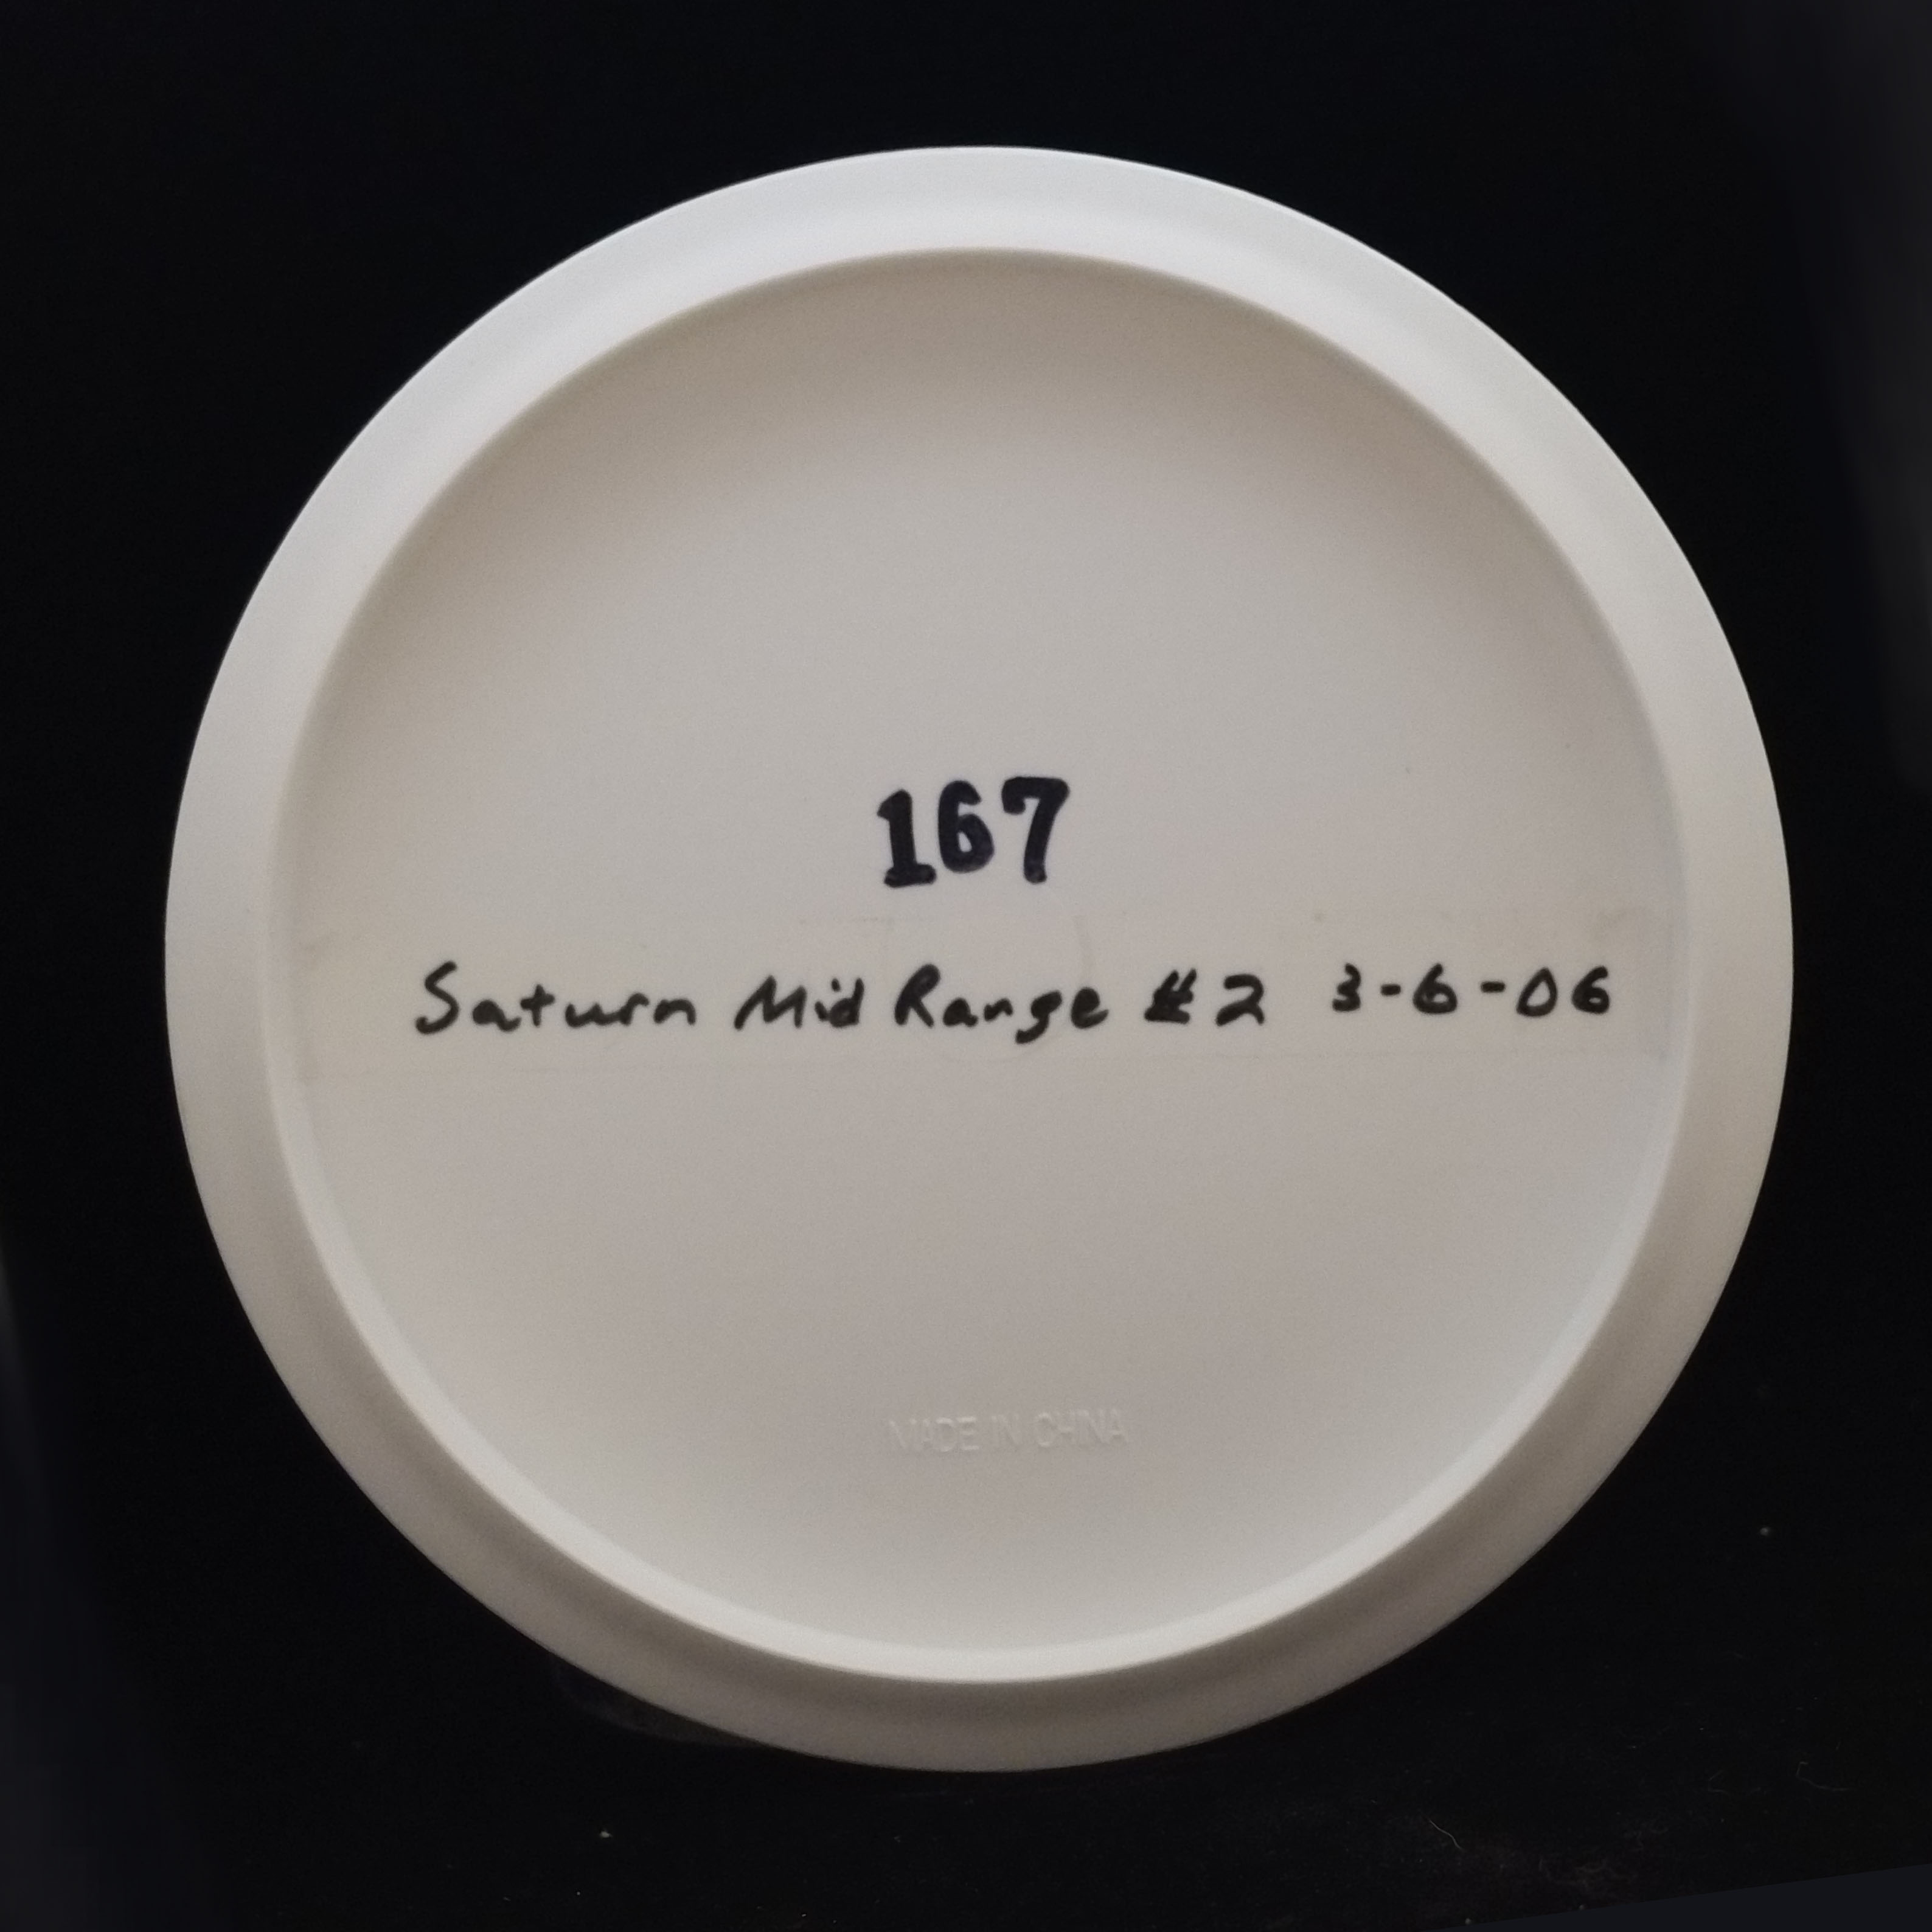 167
Saturn Mid Range #2 3-6-06
MADE IN CHINA